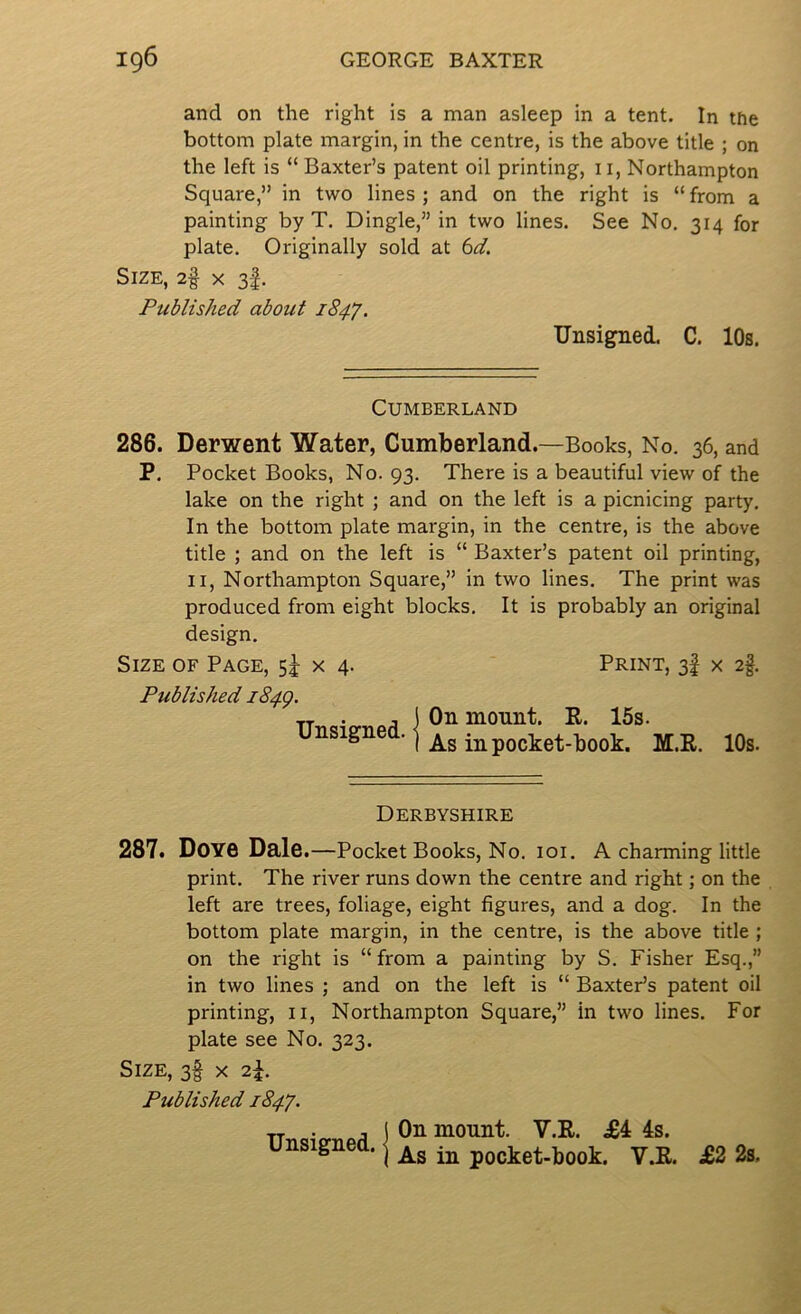 196 GEORGE BAXTER
and on the right is a man asleep in a tent. In the
bottom plate margin, in the centre, is the above title ; on
the left is “ Baxter’s patent oil printing, 11, Northampton
Square,” in two lines ; and on the right is “from a
painting by T. Dingle,” in two lines. See No. 314 for
plate. Originally sold at 6d.
SIZE, 2⅝ x 3¾.
Published about 1847.
Unsigned. C. 10s.
CUMBERLAND
286. Derwent Water, Cumberland.—Books, No. 36, and
P. Pocket Books, No. 93. There is a beautiful view of the
lake on the right ; and on the left is a picnicing party.
In the bottom plate margin, in the centre, is the above
title ; and on the left is “ Baxter’s patent oil printing,
11, Northampton Square,” in two lines. The print was
produced from eight blocks. It is probably an original
design.
SIZE OF PAGE, 5¼ x 4. PRINT, 3¾ x 2⅝.
Published 1849.
Unsigned. { On mount. R. 15s.
As in pocket-book. M.R. 10s.
DERBYSHIRE
287. Dove Dale.—Pocket Books, No. 101. A charming little
print. The river runs down the centre and right ; on the
left are trees, foliage, eight figures, and a dog. In the
bottom plate margin, in the centre, is the above title ;
on the right is “ from a painting by S. Fisher Esq.,”
in two lines ; and on the left is “ Baxter’s patent oil
printing, 11, Northampton Square,” in two lines. For
plate see No. 323.
SIZE, 3⅝ x 2¼.
Published 1847.
Unsigned. { On mount. V.R. £4 4s.
As in pocket-book. V.R. £2 2s.